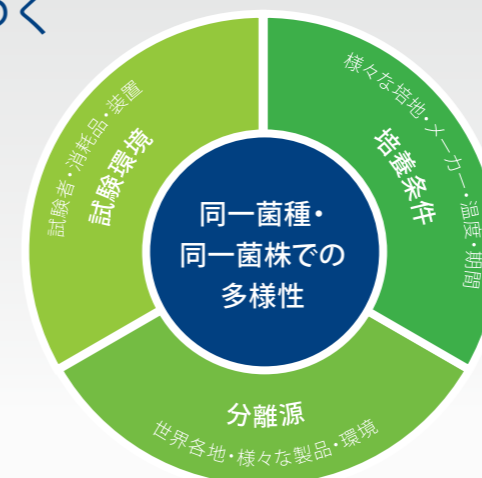 く
試験者・消耗品・装置
試験環境
様々な培地・メーカー・温度・期間
培養条件
同一菌種・
同一菌株での
多様性
分離源
世界各地・様々な製品・環境